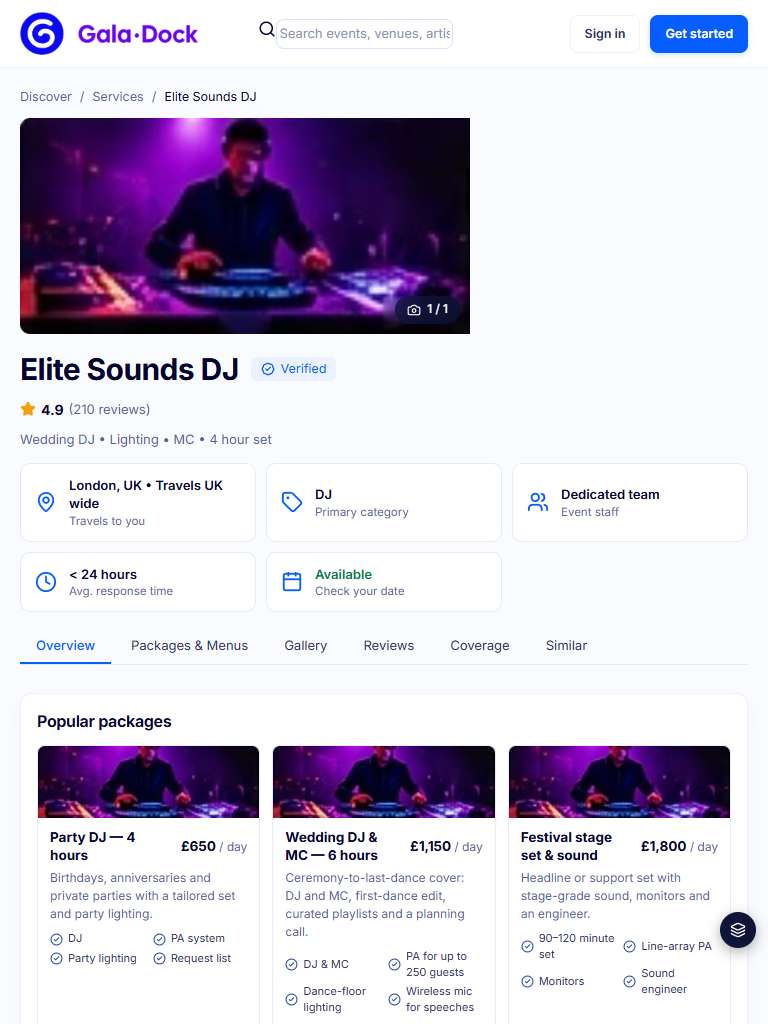 Gala·Dock
Search events, venues, artis
Sign in
Get started
Discover / Services / Elite Sounds DJ
1 / 1
Elite Sounds DJ
Verified
4.9 (210 reviews)
Wedding DJ • Lighting • MC • 4 hour set
London, UK • Travels UK
wide
Travels to you
DJ
Primary category
Dedicated team
Event staff
< 24 hours
Avg. response time
Available
Check your date
Overview
Packages & Menus
Gallery
Reviews
Coverage
Similar
Popular packages
Party DJ — 4
hours
£650 / day
Birthdays, anniversaries and
private parties with a tailored set
and party lighting.
DJ
PA system
Party lighting
Request list
Wedding DJ &
MC — 6 hours
£1,150 / day
Ceremony-to-last-dance cover:
DJ and MC, first-dance edit,
curated playlists and a planning
call.
DJ & MC
PA for up to
250 guests
Dance-floor
lighting
Wireless mic
for speeches
Festival stage
set & sound
£1,800 / day
Headline or support set with
stage-grade sound, monitors and
an engineer.
90–120 minute
set
Line-array PA
Monitors
Sound
engineer